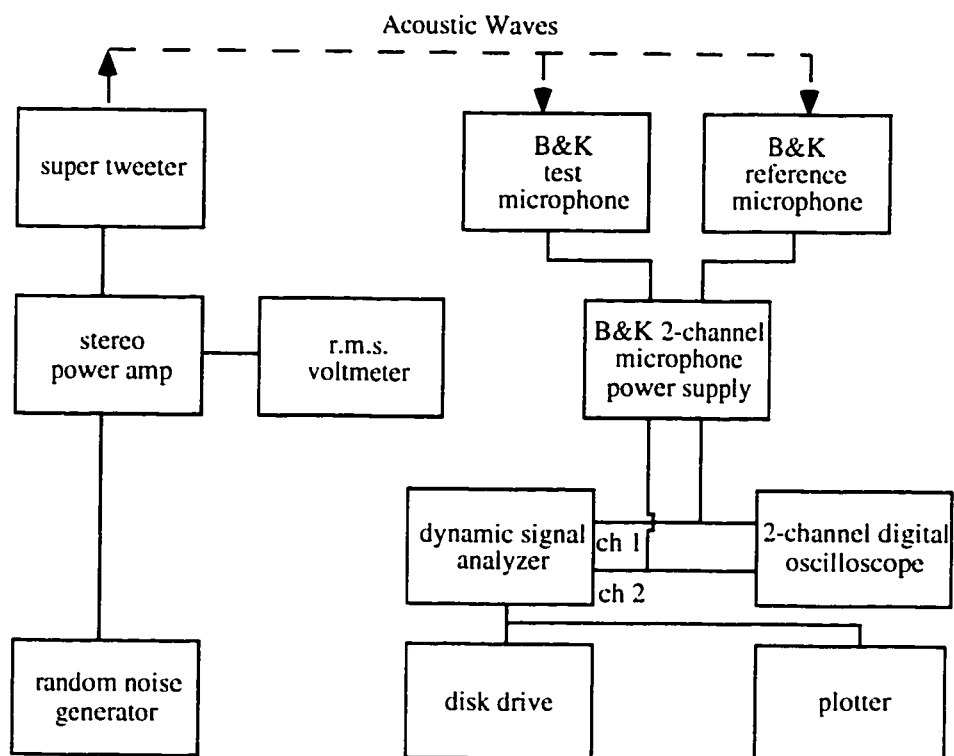 Acoustic Waves
super tweeter
B&K
test
microphone
B&K
reference
microphone
stereo
power amp
r.m.s.
voltmeter
B&K 2-channel
microphone
power supply
dynamic signal
analyzer
ch 1
ch 2
2-channel digital
oscilloscope
random noise
generator
disk drive
plotter